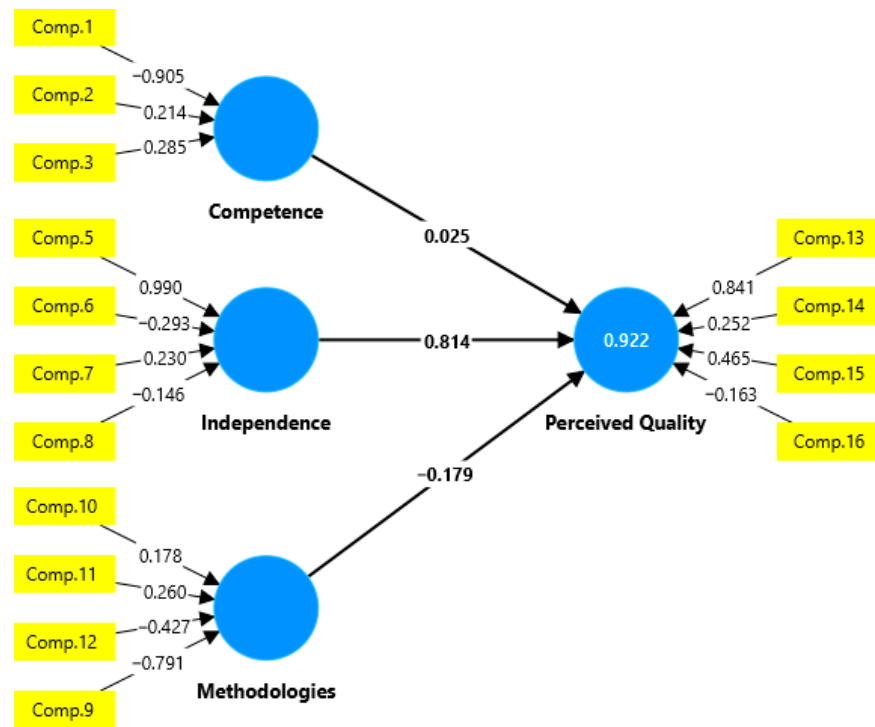 Comp.1
−0.905
Comp.2
0.214
Comp.3
0.285
Competence
0.025
Comp.5
0.990
Comp.6
−0.293
Comp.7
0.230
−0.146
Comp.8
Independence
0.814
Comp.10
0.178
Comp.11
0.260
Comp.12
−0.427
−0.791
Comp.9
Methodologies
−0.179
0.922
Perceived Quality
Comp.13
0.841
Comp.14
0.252
Comp.15
0.465
−0.163
Comp.16